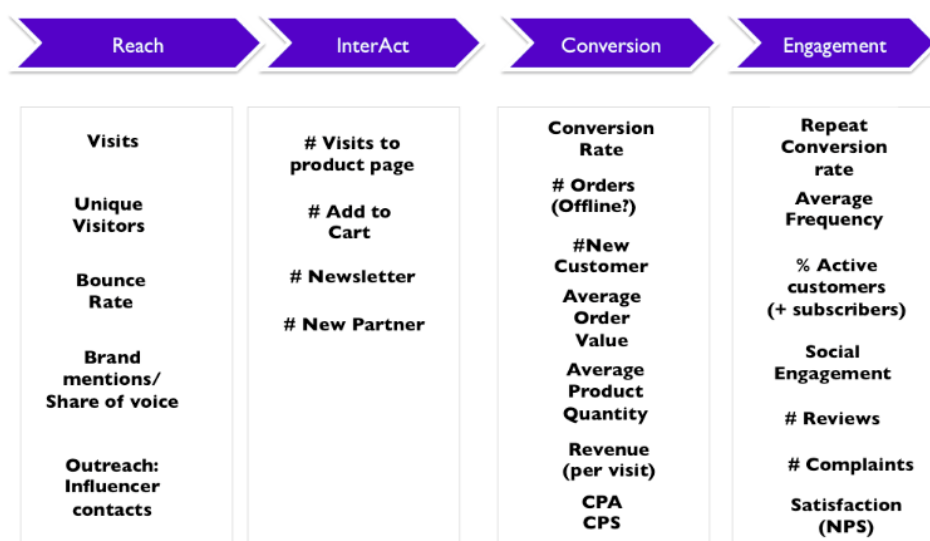 Reach
InterAct
Conversion
Engagement
Visits
Unique
Visitors
Bounce
Rate
Brand
mentions/
Share of voice
Outreach:
Influencer
contacts
# Visits to
product page
# Add to
Cart
# Newsletter
# New Partner
Conversion
Rate
# Orders
(Offline?)
#New
Customer
Average
Order
Value
Average
Product
Quantity
Revenue
(per visit)
CPA
CPS
Repeat
Conversion
rate
Average
Frequency
% Active
customers
(+ subscribers)
Social
Engagement
# Reviews
# Complaints
Satisfaction
(NPS)